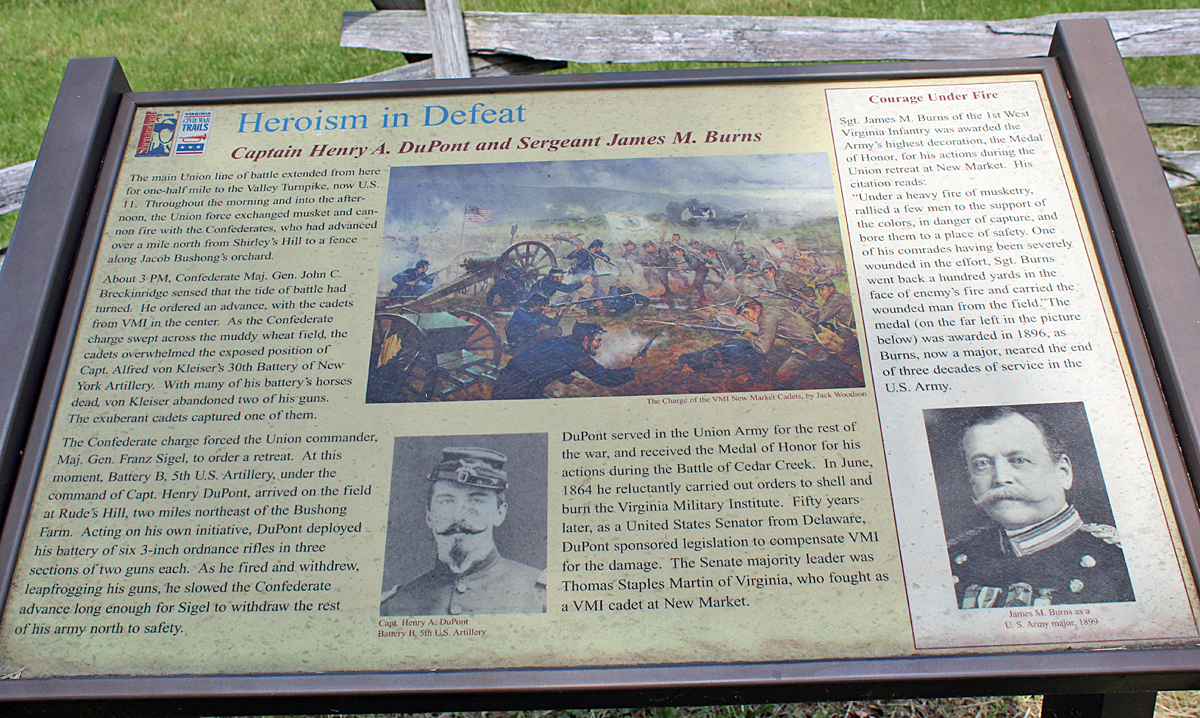 Shenandoah
AT WAR
VIRGINIA
CIVIL WAR
TRAILS
Heroism in Defeat
Captain Henry A. DuPont and Sergeant James M. Burns
The main Union line of battle extended from here
for one-half mile to the Valley Turnpike, now U.S.
11. Throughout the morning and into the after-
noon, the Union force exchanged musket and can-
non fire with the Confederates, who had advanced
over a mile north from Shirley's Hill to a fence
along Jacob Bushong's orchard.
About 3 PM, Confederate Maj. Gen. John C.
Breckinridge sensed that the tide of battle had
turned. He ordered an advance, with the cadets
from VMI in the center. As the Confederate
charge swept across the muddy wheat field, the
cadets overwhelmed the exposed position of
Capt. Alfred von Kleiser's 30th Battery of New
York Artillery. With many of his battery's horses
dead, von Kleiser abandoned two of his guns.
The exuberant cadets captured one of them.
The Confederate charge forced the Union commander,
Maj. Gen. Franz Sigel, to order a retreat. At this
moment, Battery B, 5th U.S. Artillery, under the
command of Capt. Henry DuPont, arrived on the field
at Rude's Hill, two miles northeast of the Bushong
Farm. Acting on his own initiative, DuPont deployed
his battery of six 3-inch ordnance rifles in three
sections of two guns each. As he fired and withdrew,
leapfrogging his guns, he slowed the Confederate
advance long enough for Sigel to withdraw the rest
of his army north to safety.
The Charge of the VMI New Market Cadets, by Jack Woodson
Capt. Henry A. DuPont
Battery B, 5th U.S. Artillery
DuPont served in the Union Army for the rest of
the war, and received the Medal of Honor for his
actions during the Battle of Cedar Creek. In June,
1864 he reluctantly carried out orders to shell and
burn the Virginia Military Institute. Fifty years
later, as a United States Senator from Delaware,
DuPont sponsored legislation to compensate VMI
for the damage. The Senate majority leader was
Thomas Staples Martin of Virginia, who fought as
a VMI cadet at New Market.
Courage Under Fire
Sgt. James M. Burns of the 1st West
Virginia Infantry was awarded the
Army's highest decoration, the Medal
of Honor, for his actions during the
Union retreat at New Market. His
citation reads:
"Under a heavy fire of musketry,
rallied a few men to the support of
the colors, in danger of capture, and
bore them to a place of safety. One
of his comrades having been severely
wounded in the effort, Sgt. Burns
went back a hundred yards in the
face of enemy's fire and carried the
wounded man from the field." The
medal (on the far left in the picture
below) was awarded in 1896, as
Burns, now a major, neared the end
of three decades of service in the
U.S. Army.
James M. Burns as a
U. S. Army major, 1899